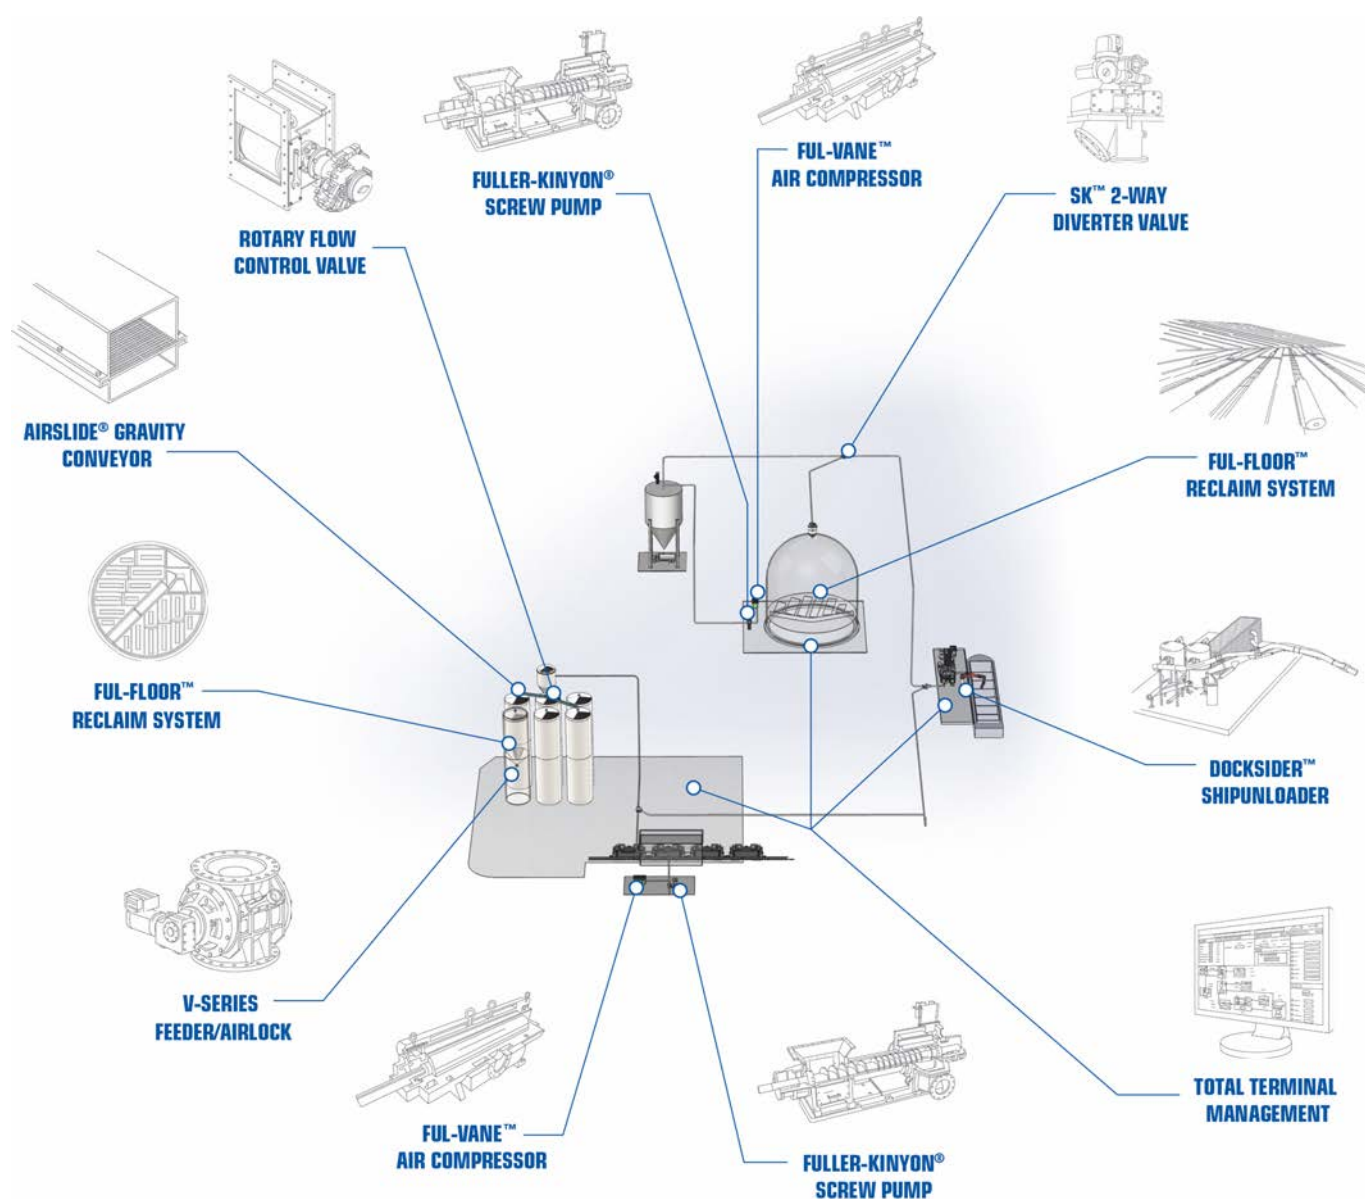 FULLER-KINYON®
SCREW PUMP
FUL-VANE™
AIR COMPRESSOR
SK™ 2-WAY
DIVERTER VALVE
ROTARY FLOW
CONTROL VALVE
AIRSLIDE® GRAVITY
CONVEYOR
FUL-FLOOR™
RECLAIM SYSTEM
FUL-FLOOR™
RECLAIM SYSTEM
DOCKSIDER™
SHIPUNLOADER
V-SERIES
FEEDER/AIRLOCK
TOTAL TERMINAL
MANAGEMENT
FUL-VANE™
AIR COMPRESSOR
FULLER-KINYON®
SCREW PUMP